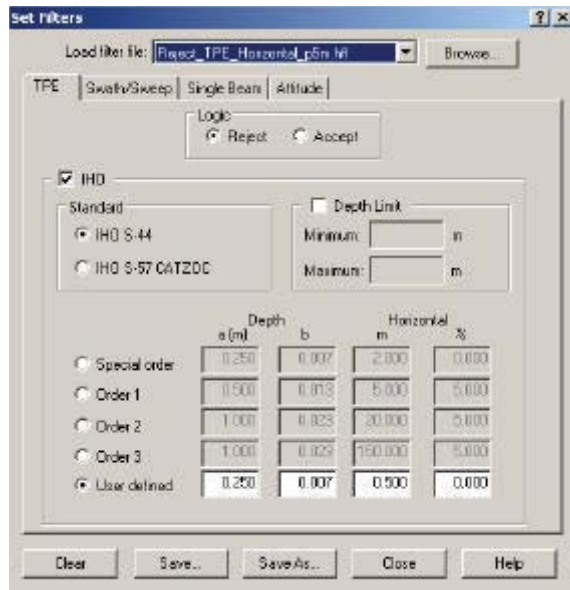 Set Filters
Load filter file: Reject_TPE_Horizontal_p5m.hfl Browse...
TPE Swath/Sweep Single Beam Attitude
Logic
Reject Accept
IHO
Standard Depth Limit
IHO S-44 Minimum: m
IHO S-57 CATZOC Maximum: m
Depth Horizontal
a (m) b m %
Special order 0.250 0.007 2.000 0.000
Order 1 0.500 0.013 5.000 5.000
Order 2 1.000 0.023 20.000 5.000
Order 3 1.000 0.023 150.000 5.000
User defined 0.250 0.007 0.500 0.000
Clear Save... Save As... Close Help